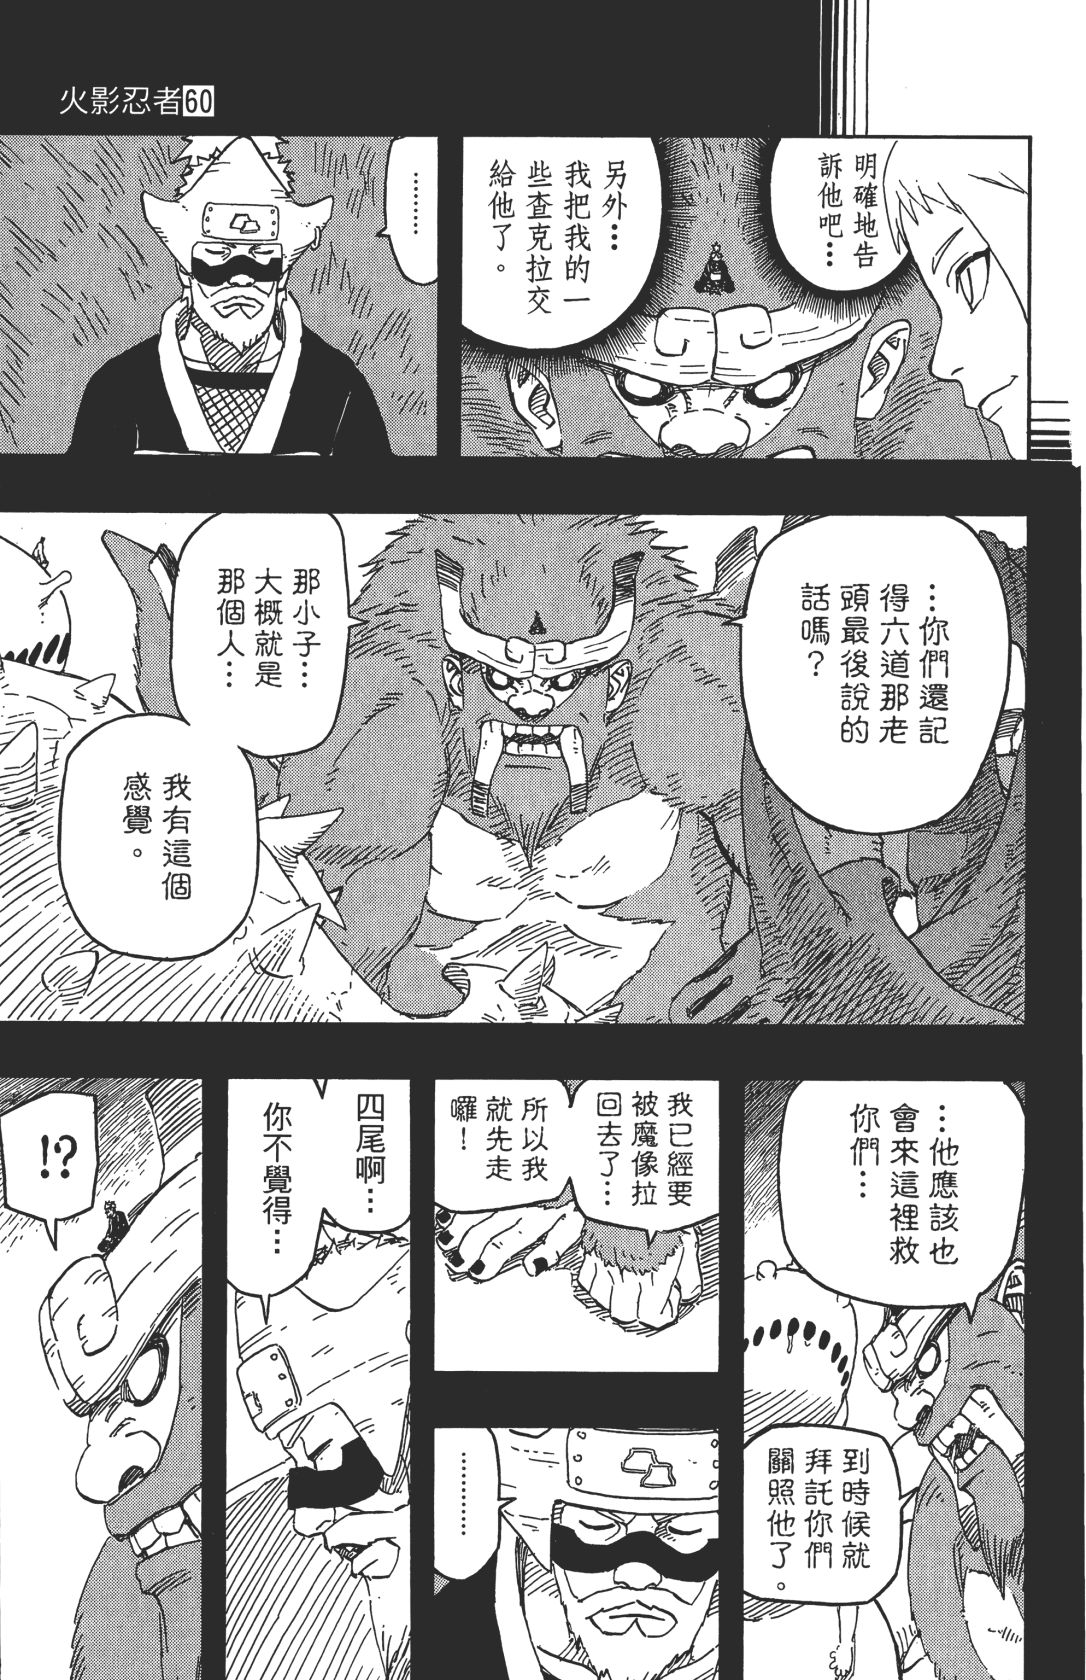 火影忍者60
明確地告
訴他吧…
另外…
我把我的一
些查克拉交
給他了。
………
…你們還記
得六道那老
頭最後說的
話嗎？
那小子…
大概就是
那個人…
我有這個
感覺。
…他應該也
會來這裡救
你們…
到時候就
拜託你們
關照他了。
我已經要
被魔像拉
回去了…
所以我
就先走
囉！
………
四尾啊…
你不覺得…
!?